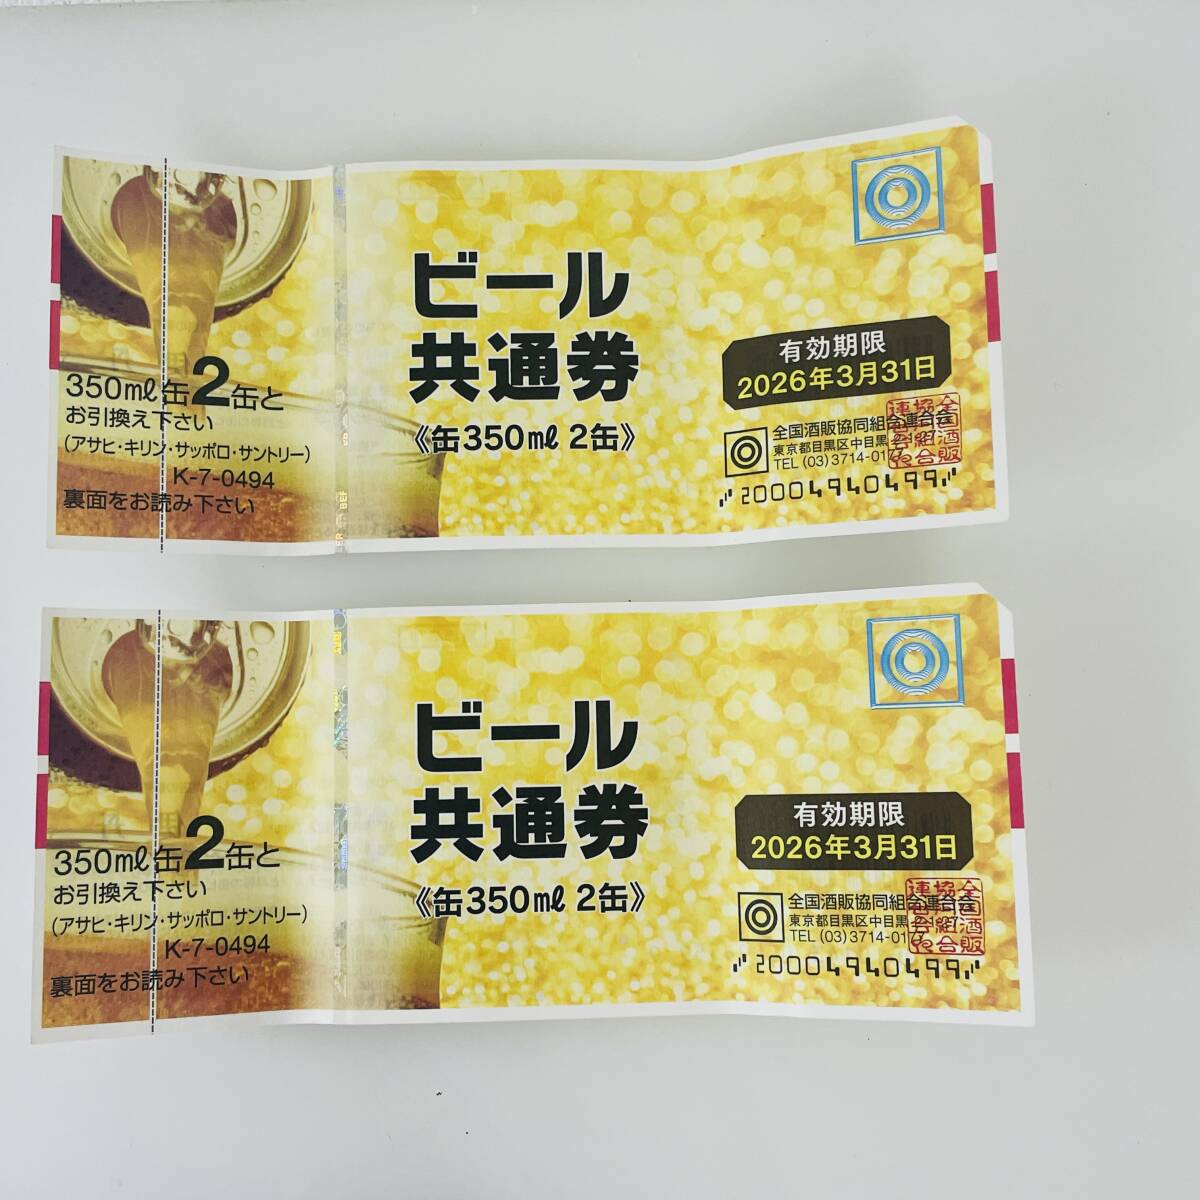 ビール
共通券
《缶350mℓ 2缶》
有効期限
2026年3月31日
全国酒販協同組合連合会
東京都目黒区中目黒
TEL (03) 3714-0177
2000494049​9
350mℓ缶2缶と
お引換え下さい
(アサヒ・キリン・サッポロ・サントリー)
K-7-0494
裏面をお読み下さい
ビール
共通券
《缶350mℓ 2缶》
有効期限
2026年3月31日
全国酒販協同組合連合会
東京都目黒区中目黒
TEL (03) 3714-0177
20004940499
350mℓ缶2缶と
お引換え下さい
(アサヒ・キリン・サッポロ・サントリー)
K-7-0494
裏面をお読み下さい